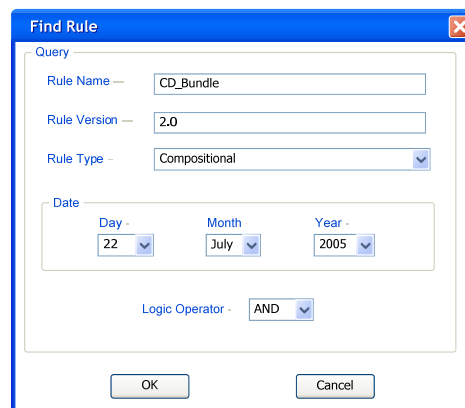 Find Rule
Query
Rule Name — CD_Bundle
Rule Version — 2.0
Rule Type - Compositional
Date
Day - Month Year -
22 July 2005
Logic Operator - AND
OK Cancel